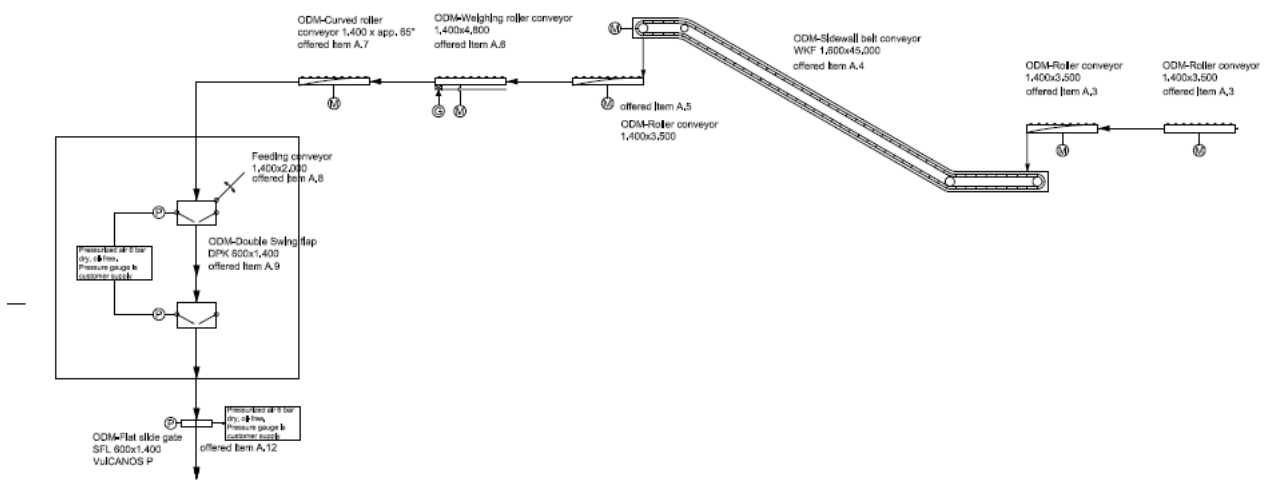 ODM-Curved roller
conveyor 1.400 x app. 65°
offered Item A.7
ODM-Weighing roller conveyor
1.400x4.800
offered Item A.6
M
ODM-Sidewall belt conveyor
WKF 1.600x45.000
offered Item A.4
ODM-Roller conveyor
1.400x3.500
offered Item A.3
ODM-Roller conveyor
1.400x3.500
offered Item A.3
M
G
M
M
offered Item A.5
ODM-Roller conveyor
1.400x3.500
M
M
Feeding conveyor
1.400x2.000
offered Item A.8
P
ODM-Double Swing flap
DPK 600x1.400
offered Item A.9
Pressurized air 6 bar
dry, oil-free,
Pressure gauge is
customer supply
P
P
Pressurized air 6 bar
dry, oil-free,
Pressure gauge is
customer supply
ODM-Flat slide gate
SFL 600x1.400
VulCANOS P
offered Item A.12